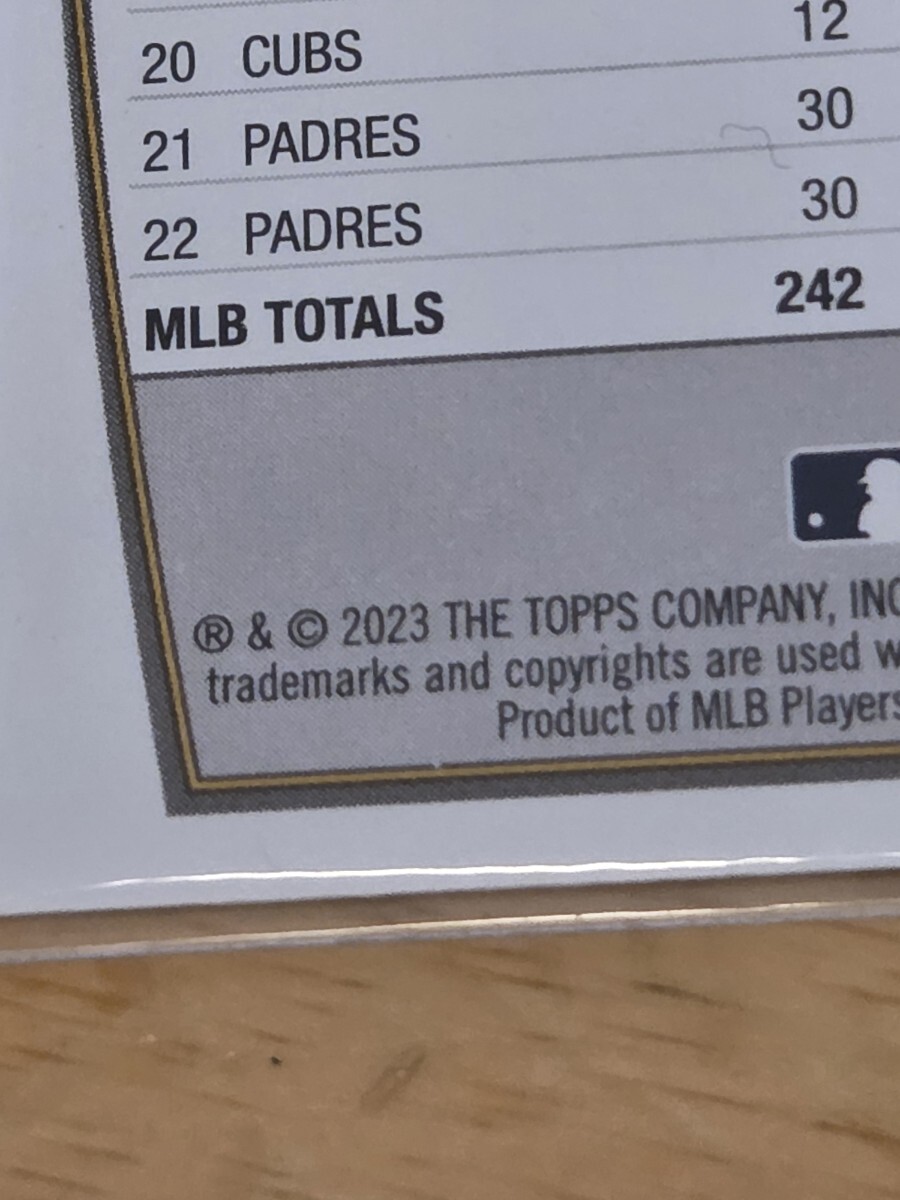 20 CUBS 12
21 PADRES 30
22 PADRES 30
MLB TOTALS 242
® & © 2023 THE TOPPS COMPANY, INC
trademarks and copyrights are used w
Product of MLB Players